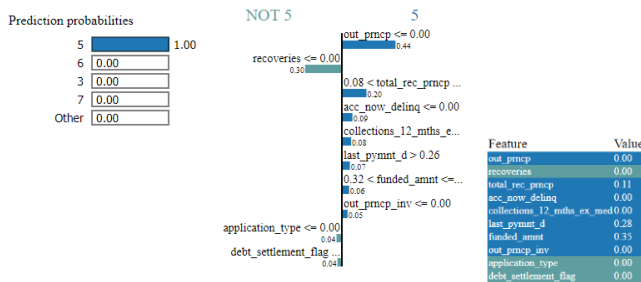 Prediction probabilities
5 1.00
6 0.00
3 0.00
7 0.00
Other 0.00
NOT 5 5
out_prncp <= 0.00
0.44
recoveries <= 0.00
0.30
0.08 < total_rec_prncp ...
0.20
acc_now_delinq <= 0.00
0.09
collections_12_mths_e...
0.08
last_pymnt_d > 0.26
0.07
0.32 < funded_amnt <=...
0.06
out_prncp_inv <= 0.00
0.05
application_type <= 0.00
0.04
debt_settlement_flag ...
0.04
Feature Value
out_prncp 0.00
recoveries 0.00
total_rec_prncp 0.11
acc_now_delinq 0.00
collections_12_mths_ex_med 0.00
last_pymnt_d 0.28
funded_amnt 0.35
out_prncp_inv 0.00
application_type 0.00
debt_settlement_flag 0.00